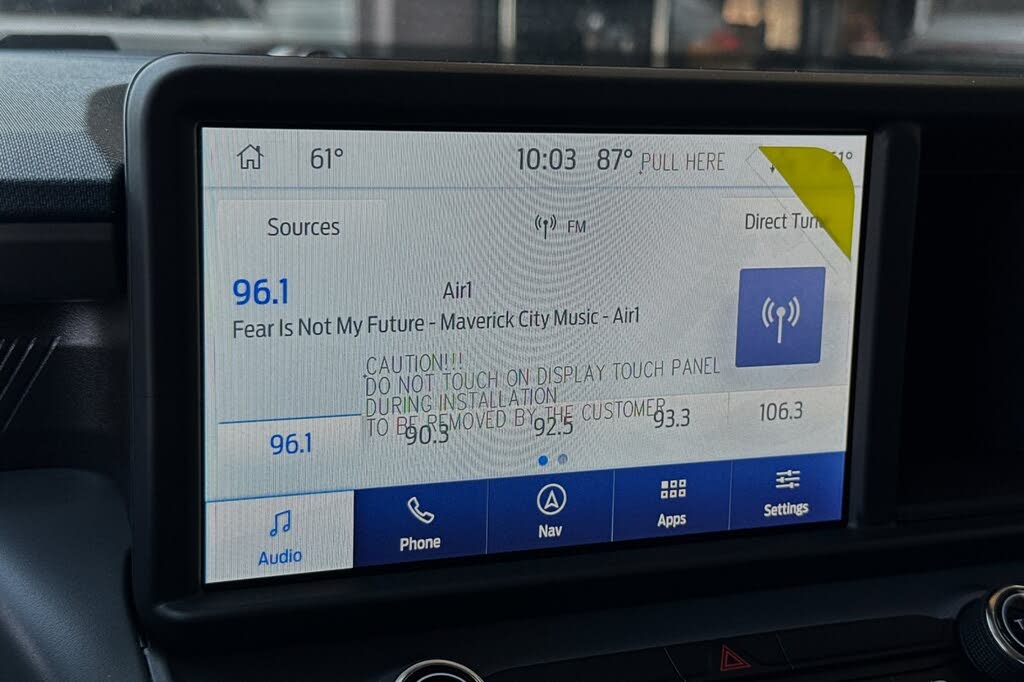 61° 10:03 87° PULL HERE
Sources FM Direct
96.1 Air1
Fear Is Not My Future - Maverick City Music - Air1
CAUTION!!!
DO NOT TOUCH ON DISPLAY TOUCH PANEL
DURING INSTALLATION
TO BE REMOVED BY THE CUSTOMER
96.1 90.3 92.5 93.3 106.3
Audio Phone Nav Apps Settings